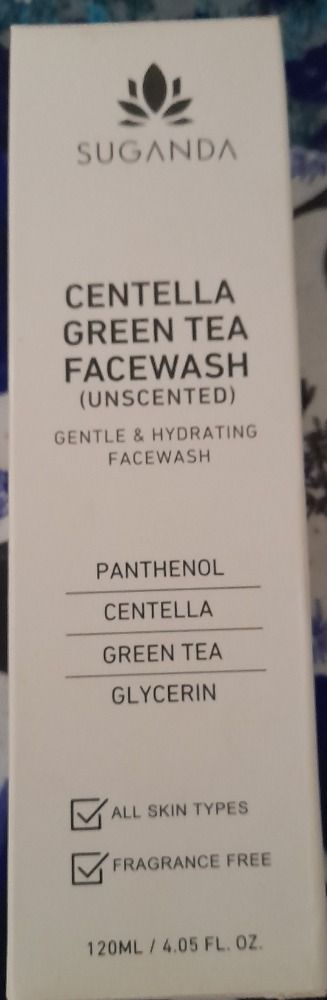 SUGANDA
CENTELLA
GREEN TEA
FACEWASH
(UNSCENTED)
GENTLE & HYDRATING
FACEWASH
PANTHENOL
CENTELLA
GREEN TEA
GLYCERIN
ALL SKIN TYPES
FRAGRANCE FREE
120ML / 4.05 FL. OZ.